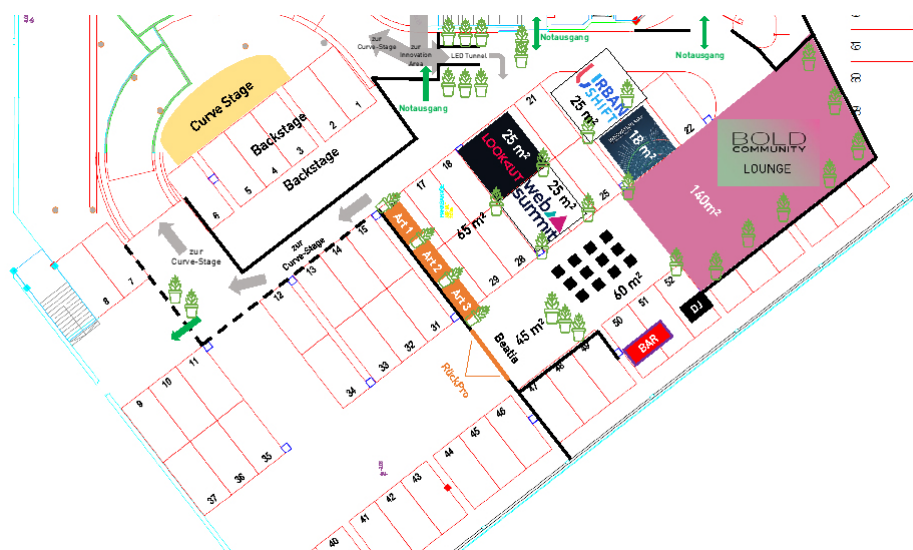 zur
Curve-Stage
zur
Innovation
Area
LED Tunnel
Notausgang
Notausgang
Notausgang
Curve Stage
Backstage
Backstage
1
2
3
4
5
6
7
8
zur
Curve-Stage
zur
Curve-Stage
9
10
11
12
13
14
15
17
18
21
22
25
28
29
31
32
33
34
35
36
37
40
41
42
43
44
45
46
47
48
49
50
51
52
25 m²
LOOKAUT
25 m²
URBAN
SHIFT
18 m²
25 m²
web
summit
65 m²
Art 1
Art 2
Art 3
RückPro
Beatie
45 m²
60 m²
BAR
DJ
140m²
BOLD
COMMUNITY
LOUNGE